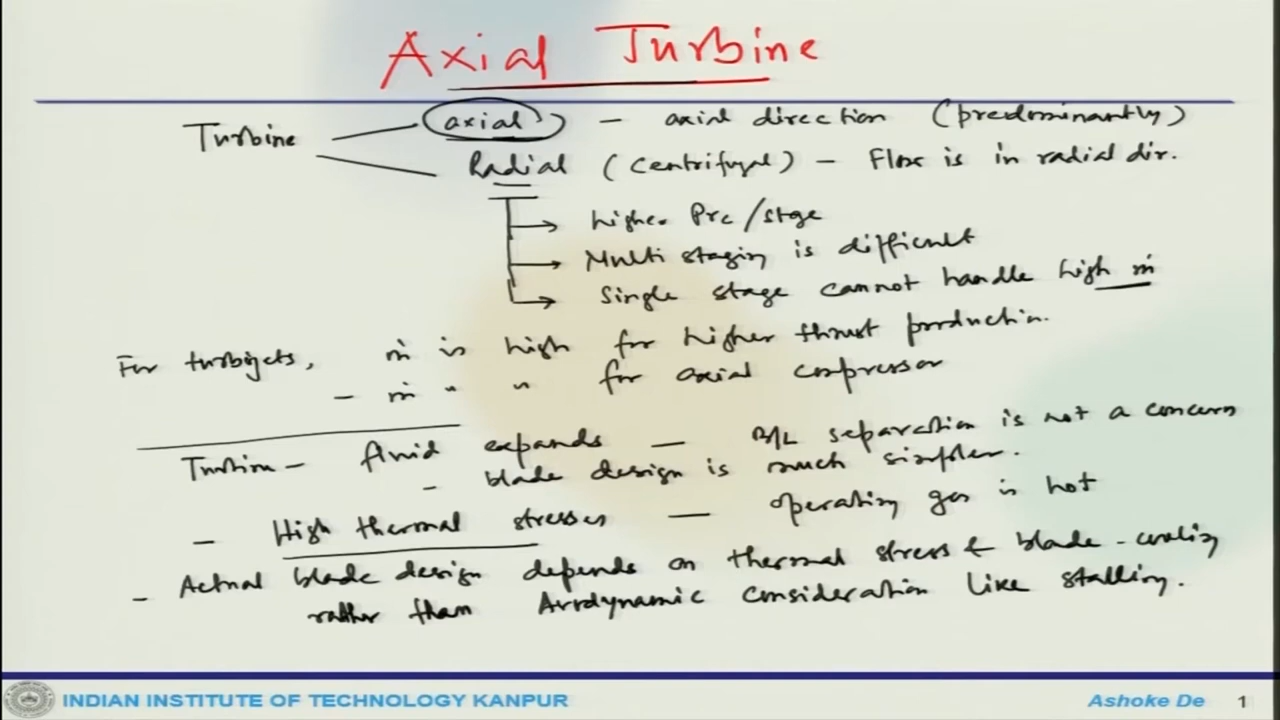 Axial Turbine
Turbine axial - axial direction (predominantly)
Radial (centrifugal) - Flow is in radial dir.
higher Prc/stge
Multi staging is difficult
Single stage cannot handle high ṁ
For turbojets, ṁ is high for higher thrust production.
- ṁ " " for axial compressor
Turbine - fluid expands - B/L separation is not a concern
- blade design is much simpler.
- High thermal stresses - operating gas is hot
- Actual blade design depends on thermal stress & blade-cooling
rather than Aerodynamic consideration like stalling.
INDIAN INSTITUTE OF TECHNOLOGY KANPUR
Ashoke De 1